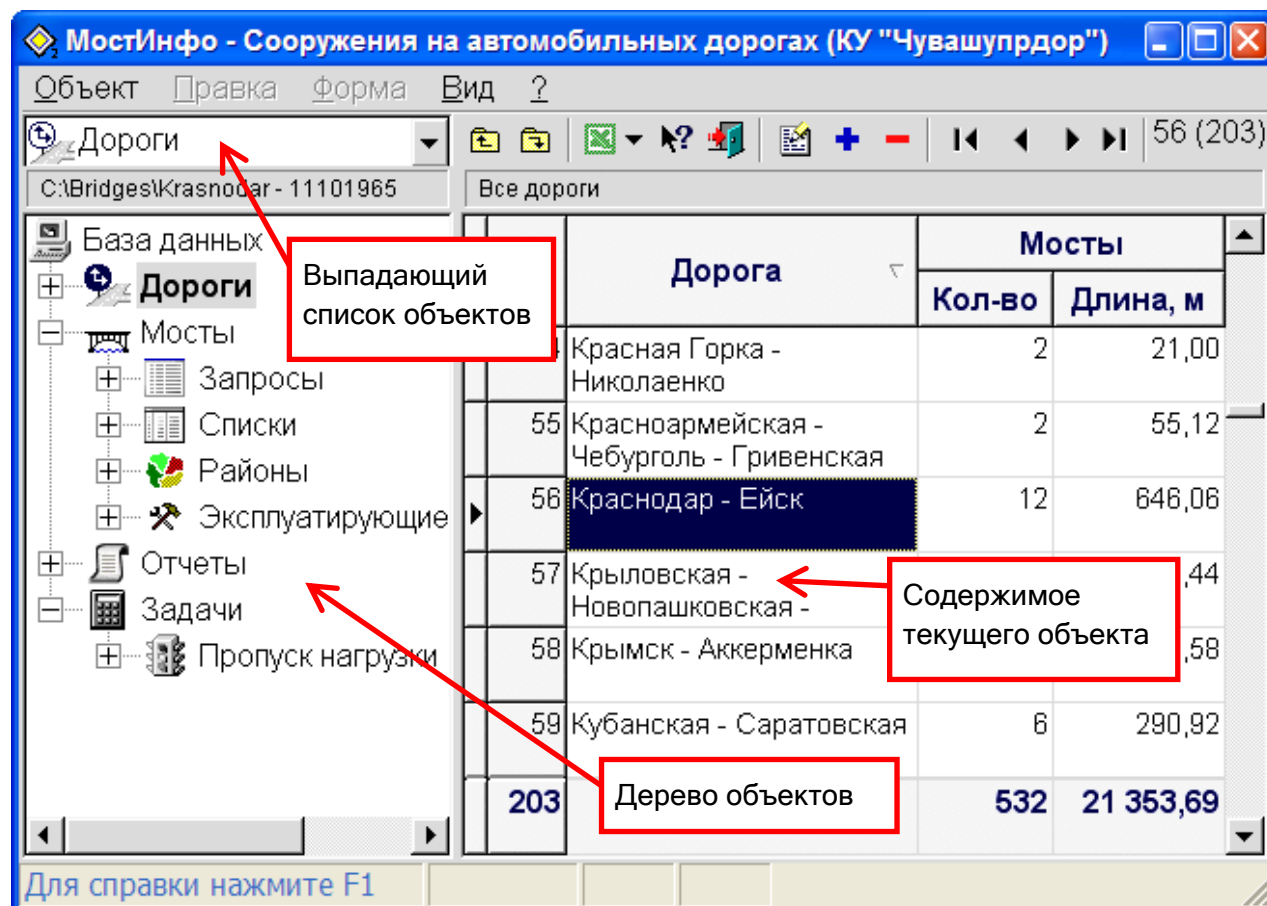 МостИнфо - Сооружения на автомобильных дорогах (КУ "Чувашупрдор")
Объект Правка Форма Вид ?
Дороги
56 (203)
C:\Bridges\Krasnodar - 11101965
Все дороги
База данных
Дороги
Мосты
Запросы
Списки
Районы
Эксплуатирующие
Отчеты
Задачи
Пропуск нагрузки
Выпадающий
список объектов
Дорога
Мосты
Кол-во Длина, м
4 Красная Горка - 2 21,00
Николаенко
55 Красноармейская - 2 55,12
Чебурголь - Гривенская
56 Краснодар - Ейск 12 646,06
57 Крыловская - ,44
Новопашковская -
58 Крымск - Аккерменка ,58
59 Кубанская - Саратовская 6 290,92
203 532 21 353,69
Содержимое
текущего объекта
Дерево объектов
Для справки нажмите F1